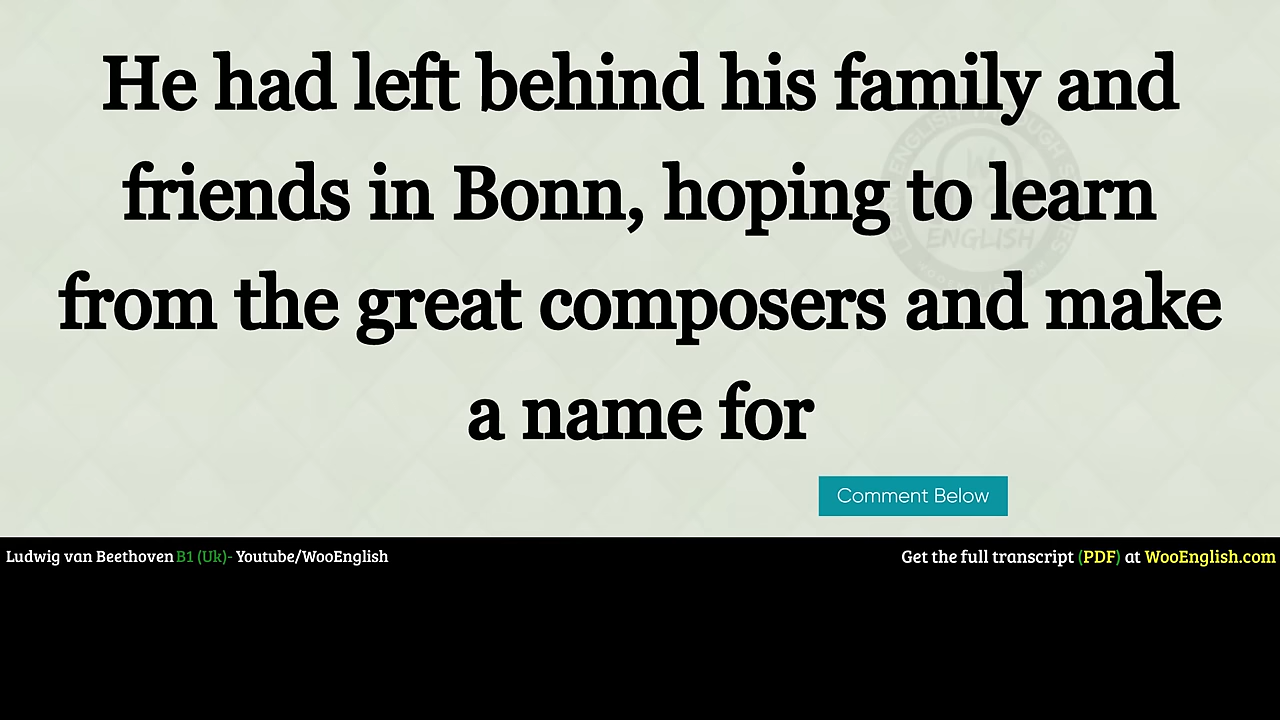 He had left behind his family and
friends in Bonn, hoping to learn
from the great composers and make
a name for
Comment Below
Ludwig van Beethoven B1 (Uk)- Youtube/WooEnglish
Get the full transcript (PDF) at WooEnglish.com
ENGLISH